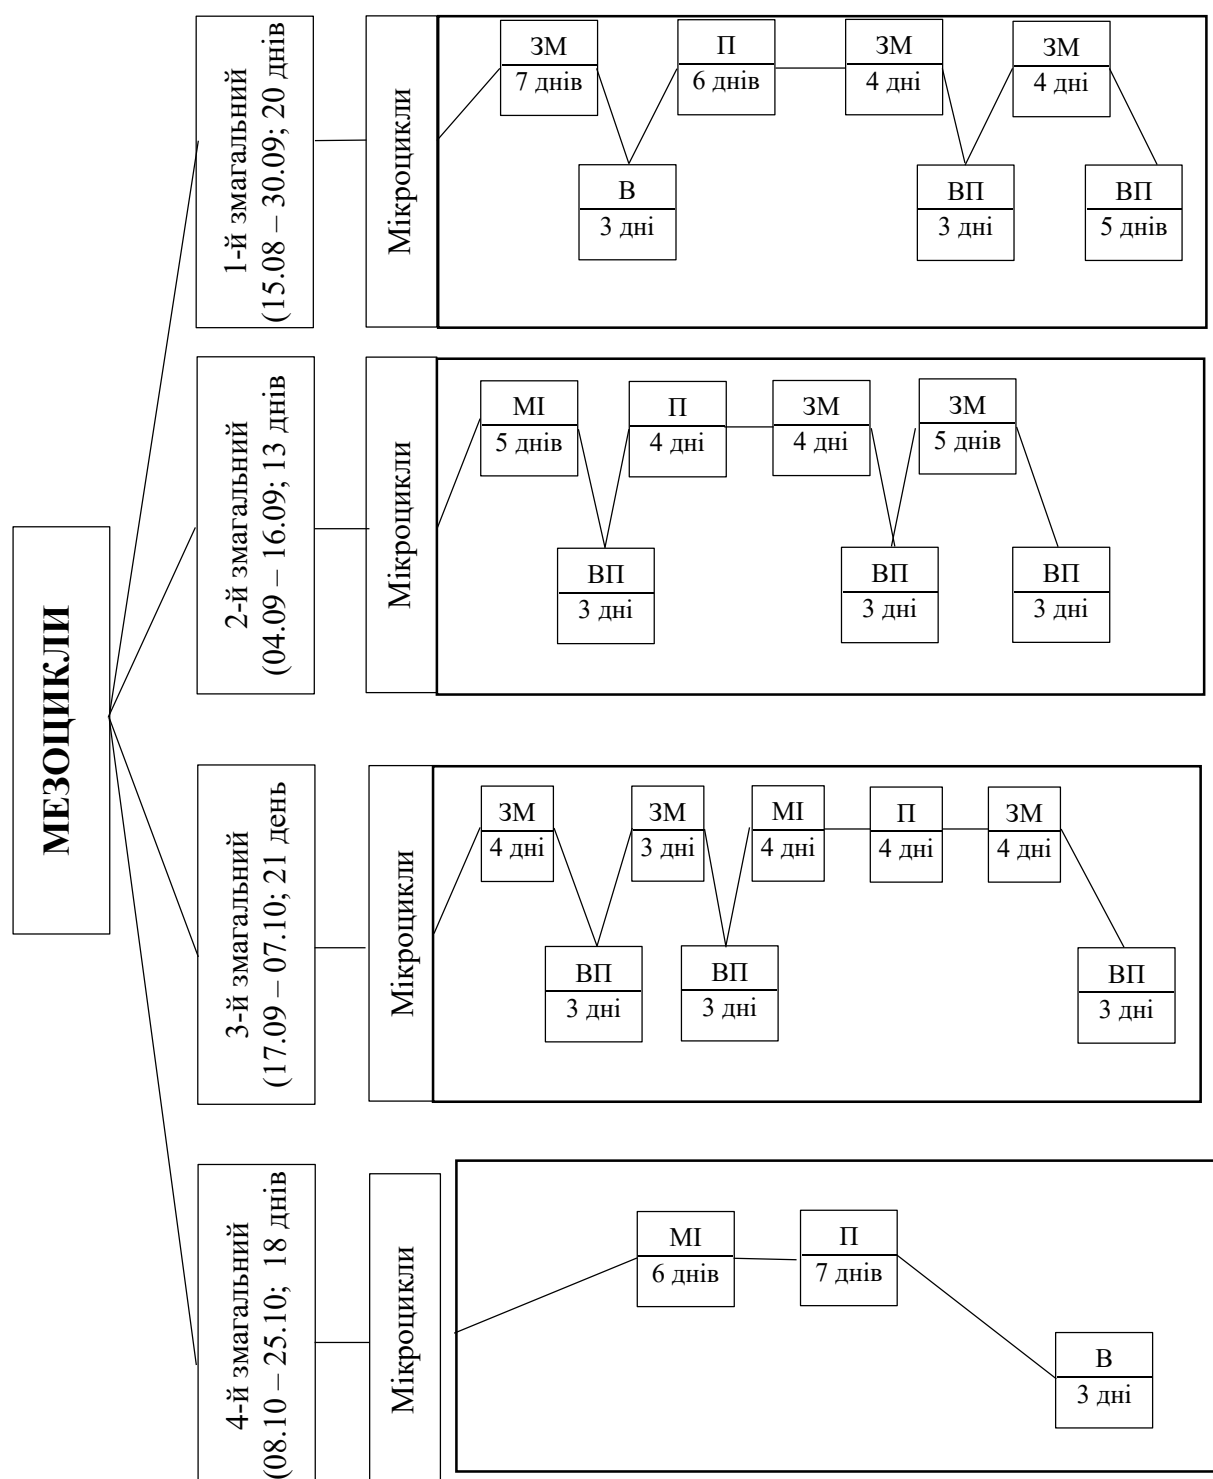 МЕЗОЦИКЛИ
1-й змагальний
(15.08 – 30.09; 20 днів
Мікроцикли
ЗМ
7 днів
В
3 дні
П
6 днів
ЗМ
4 дні
ВП
3 дні
ЗМ
4 дні
ВП
5 днів
2-й змагальний
(04.09 – 16.09; 13 днів
Мікроцикли
МІ
5 днів
ВП
3 дні
П
4 дні
ЗМ
4 дні
ВП
3 дні
ЗМ
5 днів
ВП
3 дні
3-й змагальний
(17.09 – 07.10; 21 день
Мікроцикли
ЗМ
4 дні
ВП
3 дні
ЗМ
3 дні
ВП
3 дні
МІ
4 дні
П
4 дні
ЗМ
4 дні
ВП
3 дні
4-й змагальний
(08.10 – 25.10; 18 днів
Мікроцикли
МІ
6 днів
П
7 днів
В
3 дні